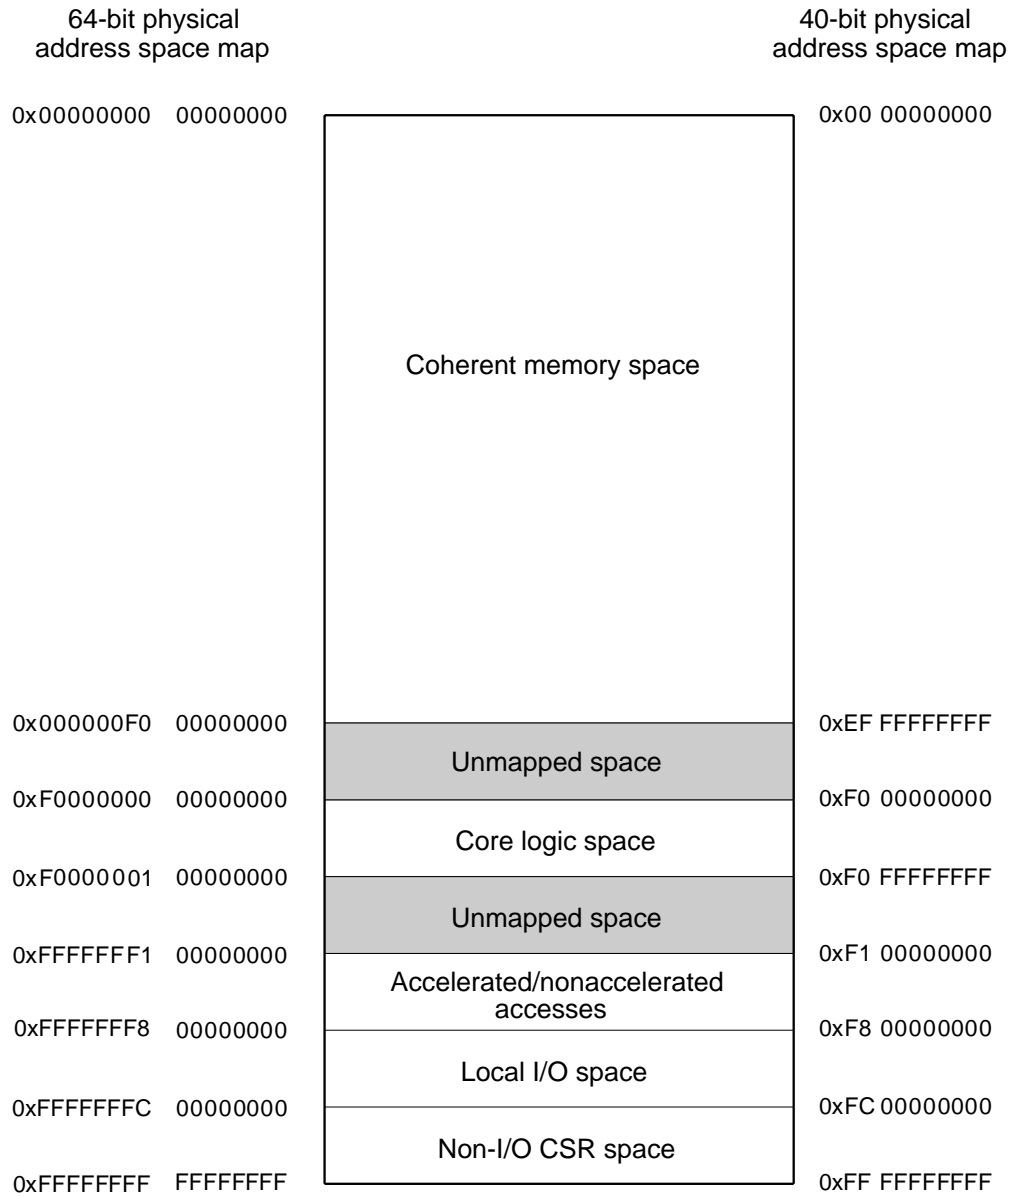 64-bit physical
address space map
40-bit physical
address space map
0x00000000 00000000
0x00 00000000
Coherent memory space
0x000000F0 00000000
0xEF FFFFFFFF
Unmapped space
0xF0000000 00000000
0xF0 00000000
Core logic space
0xF0000001 00000000
0xF0 FFFFFFFF
Unmapped space
0xFFFFFFF1 00000000
0xF1 00000000
Accelerated/nonaccelerated
accesses
0xFFFFFFF8 00000000
0xF8 00000000
Local I/O space
0xFFFFFFFC 00000000
0xFC 00000000
Non-I/O CSR space
0xFFFFFFFF FFFFFFFF
0xFF FFFFFFFF